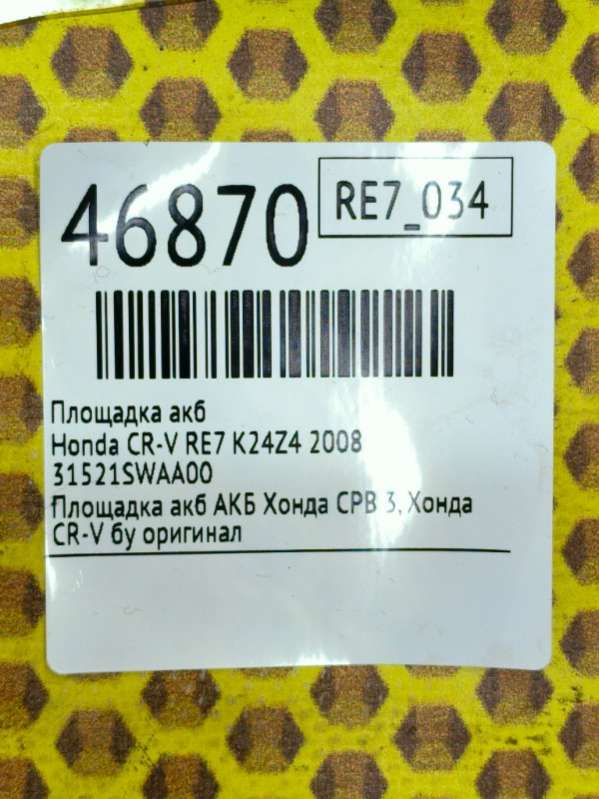 46870
RE7_034
Площадка акб
Honda CR-V RE7 K24Z4 2008
31521SWAA00
Площадка акб АКБ Хонда СРВ 3, Хонда
CR-V бу оригинал